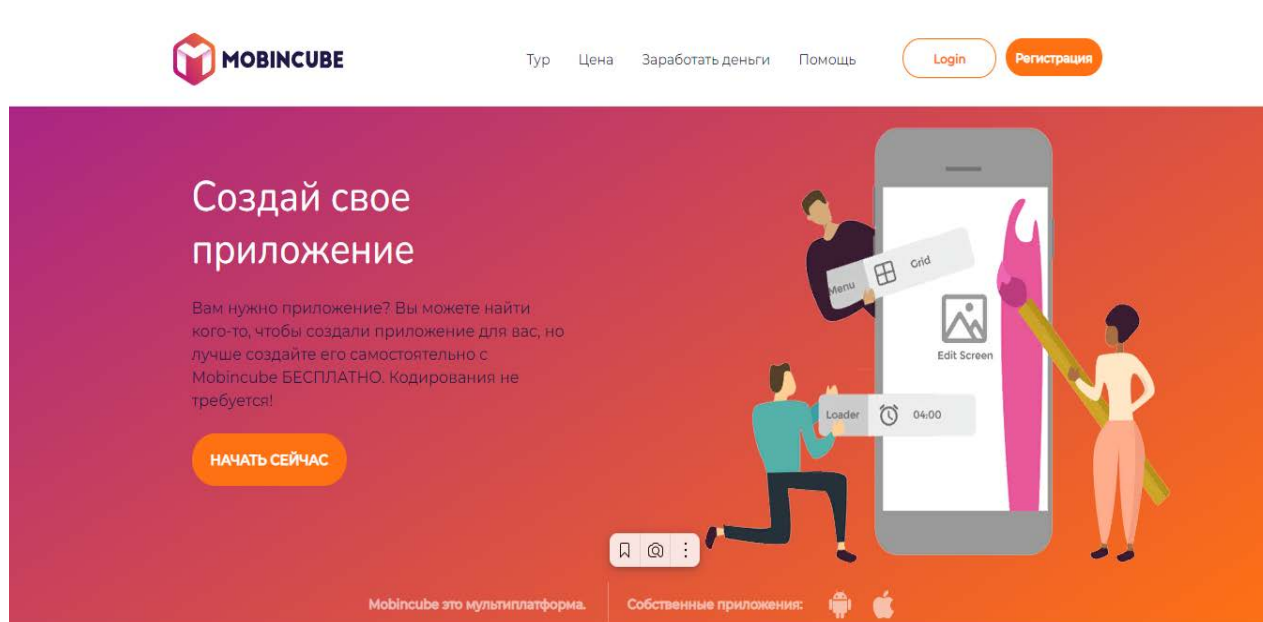 MOBINCUBE
Тур Цена Заработать деньги Помощь Login Регистрация
Создай свое
приложение
Вам нужно приложение? Вы можете найти
кого-то, чтобы создали приложение для вас, но
лучше создайте его самостоятельно с
Mobincube БЕСПЛАТНО. Кодирования не
требуется!
НАЧАТЬ СЕЙЧАС
Menu Grid
Edit Screen
Loader 04:00
Mobincube это мультиплатформа. Собственные приложения: